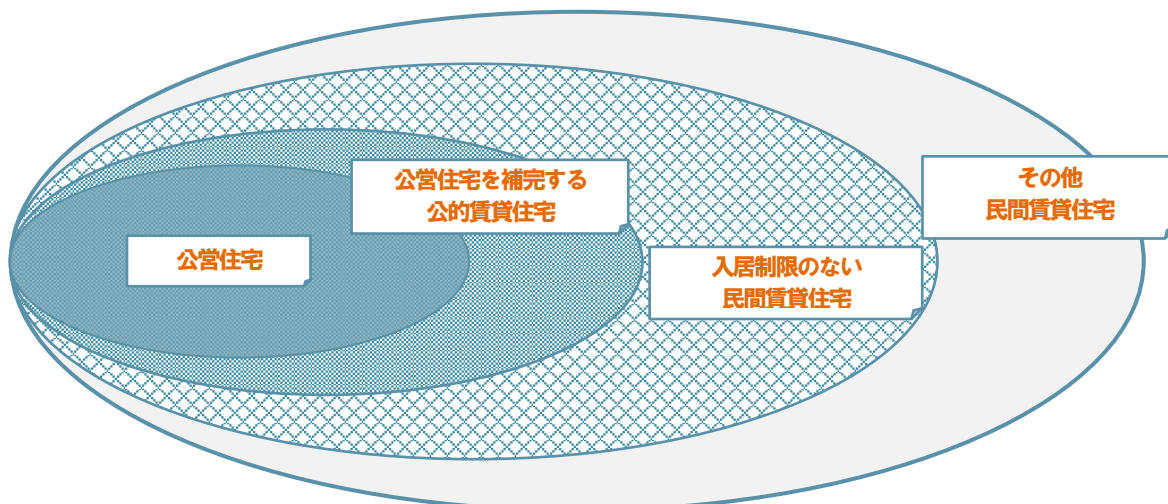 公営住宅を補完する
公的賃貸住宅
その他
民間賃貸住宅
公営住宅
入居制限のない
民間賃貸住宅